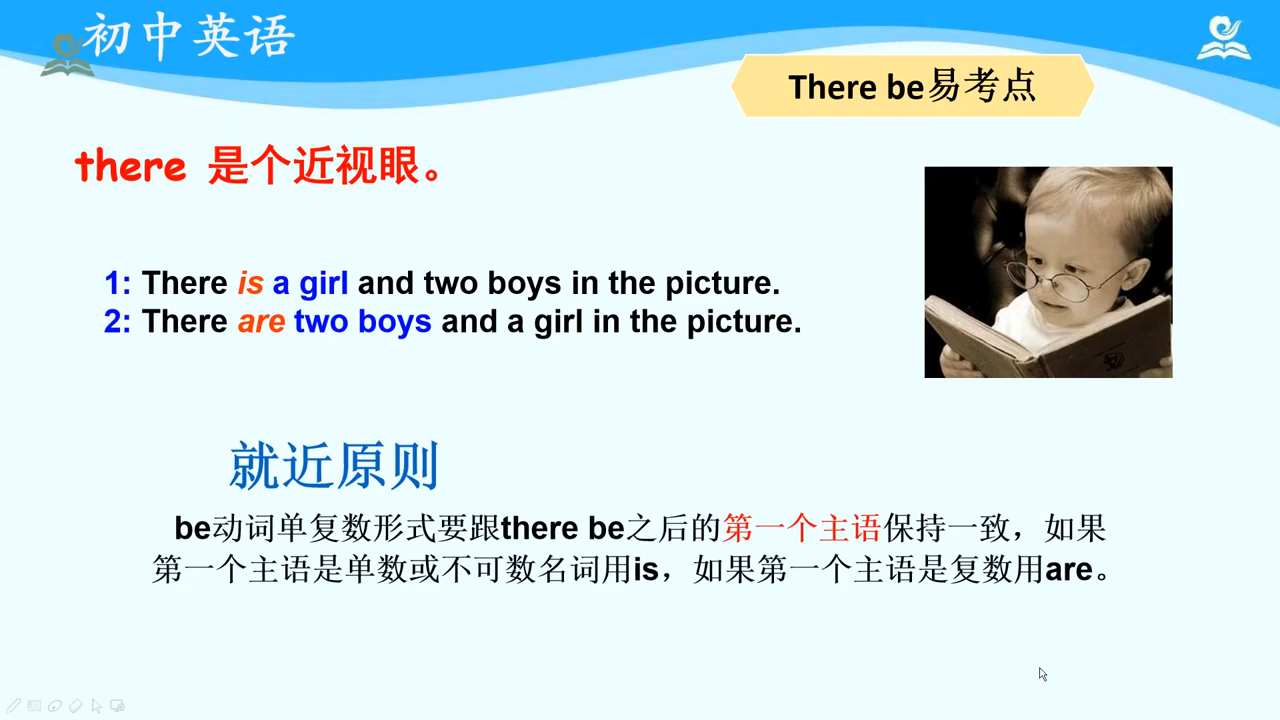 初中英语
There be易考点
there 是个近视眼。
1: There is a girl and two boys in the picture.
2: There are two boys and a girl in the picture.
就近原则
be动词单复数形式要跟there be之后的第一个主语保持一致，如果
第一个主语是单数或不可数名词用is，如果第一个主语是复数用are。